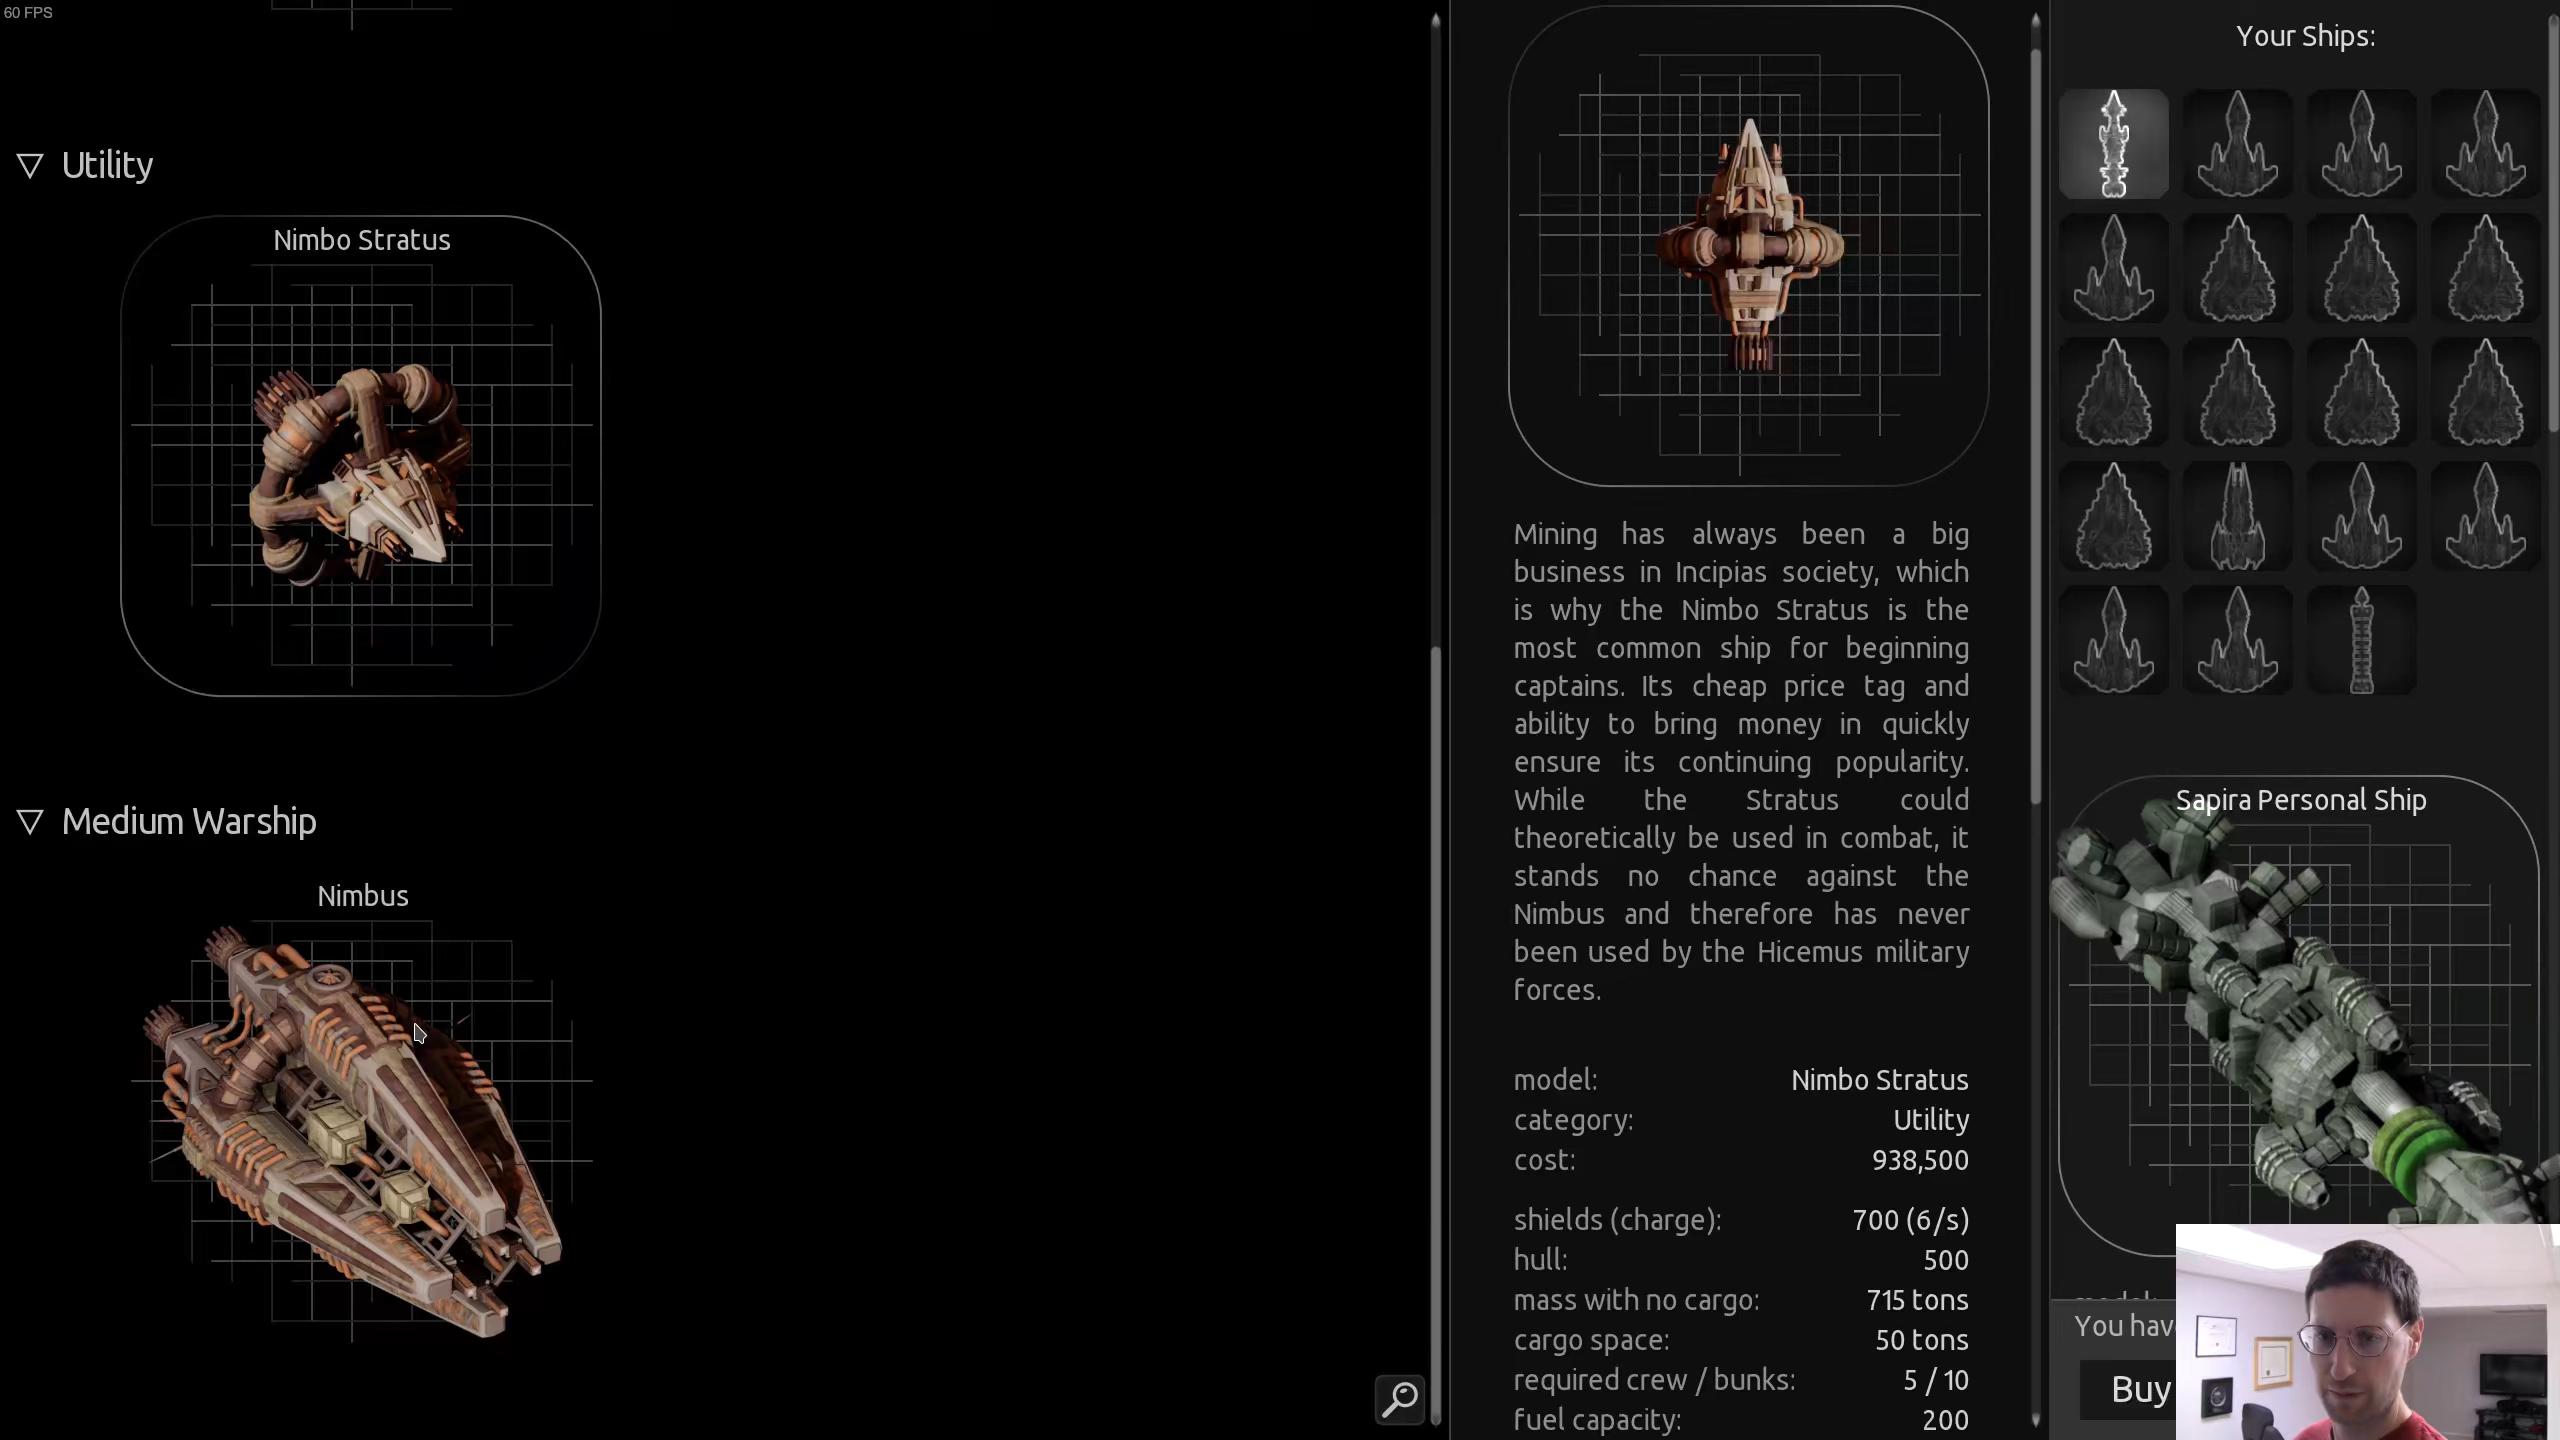 60 FPS
Utility
Nimbo Stratus
Medium Warship
Nimbus
Mining has always been a big
business in Incipias society, which
is why the Nimbo Stratus is the
most common ship for beginning
captains. Its cheap price tag and
ability to bring money in quickly
ensure its continuing popularity.
While the Stratus could
theoretically be used in combat, it
stands no chance against the
Nimbus and therefore has never
been used by the Hicemus military
forces.
model: Nimbo Stratus
category: Utility
cost: 938,500
shields (charge): 700 (6/s)
hull: 500
mass with no cargo: 715 tons
cargo space: 50 tons
required crew / bunks: 5 / 10
fuel capacity: 200
Your Ships:
Sapira Personal Ship
You
Buy